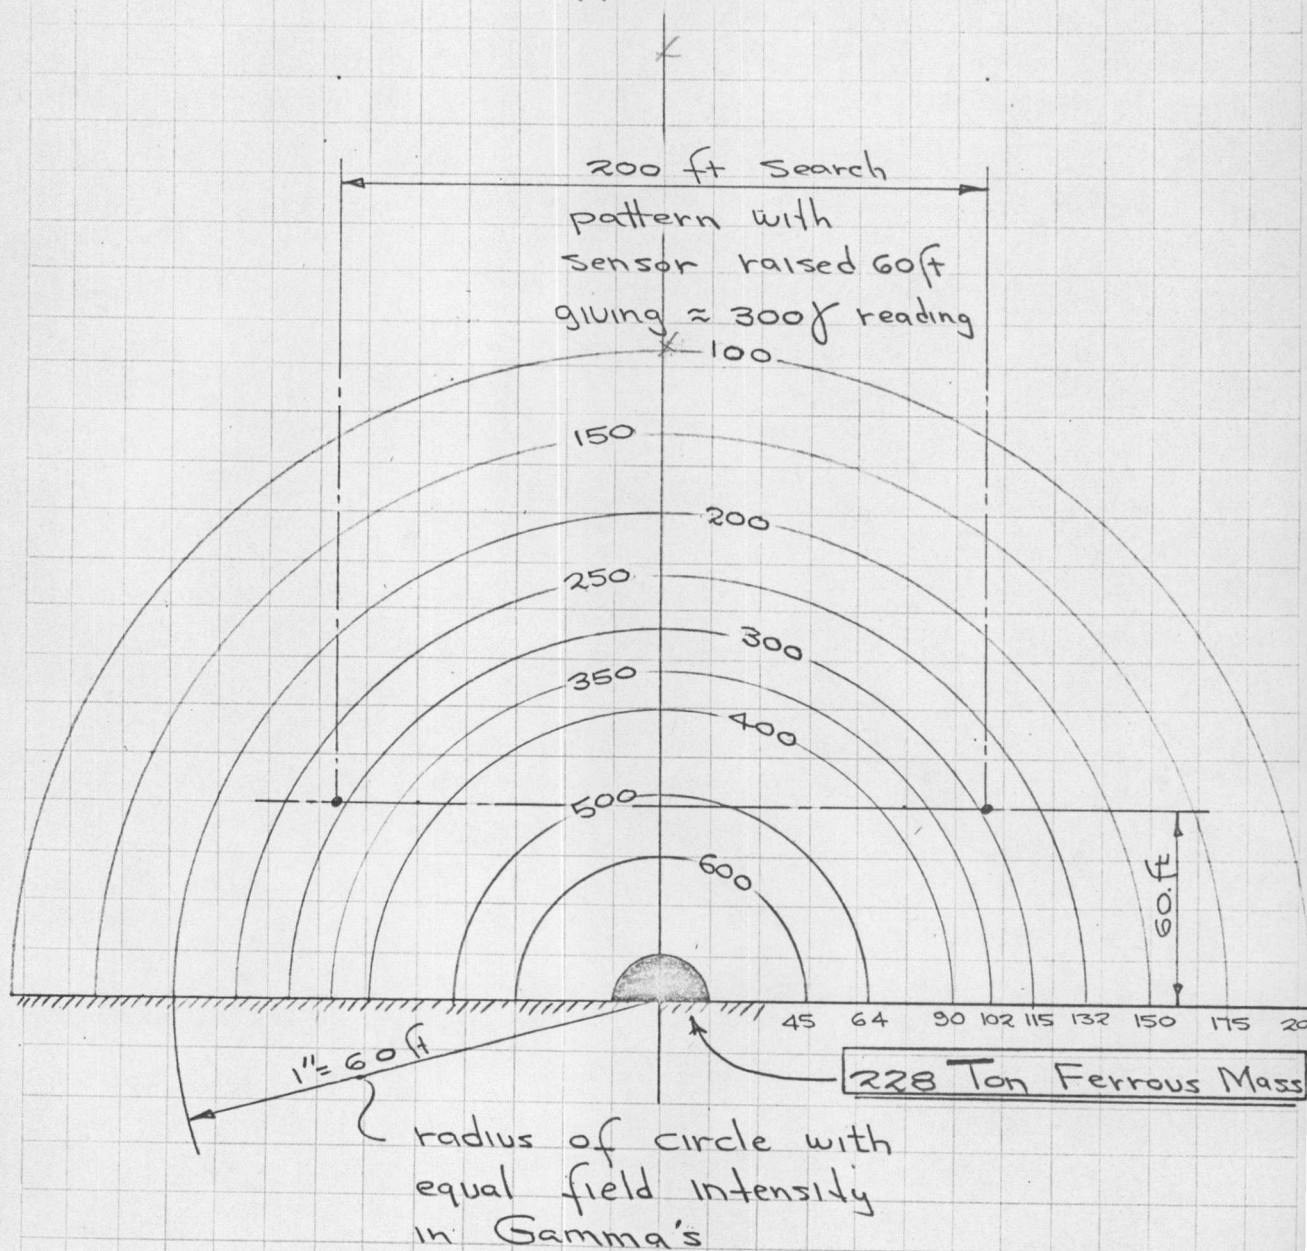 200 ft Search
pattern with
sensor raised 60ft
giving ≈ 300γ reading
100
150
200
250
300
350
400
500
600
60.ft
45 64 90 102 115 132 150 175
1"= 60 ft
228 Ton Ferrous Mass
radius of circle with
equal field intensity
in Gamma's